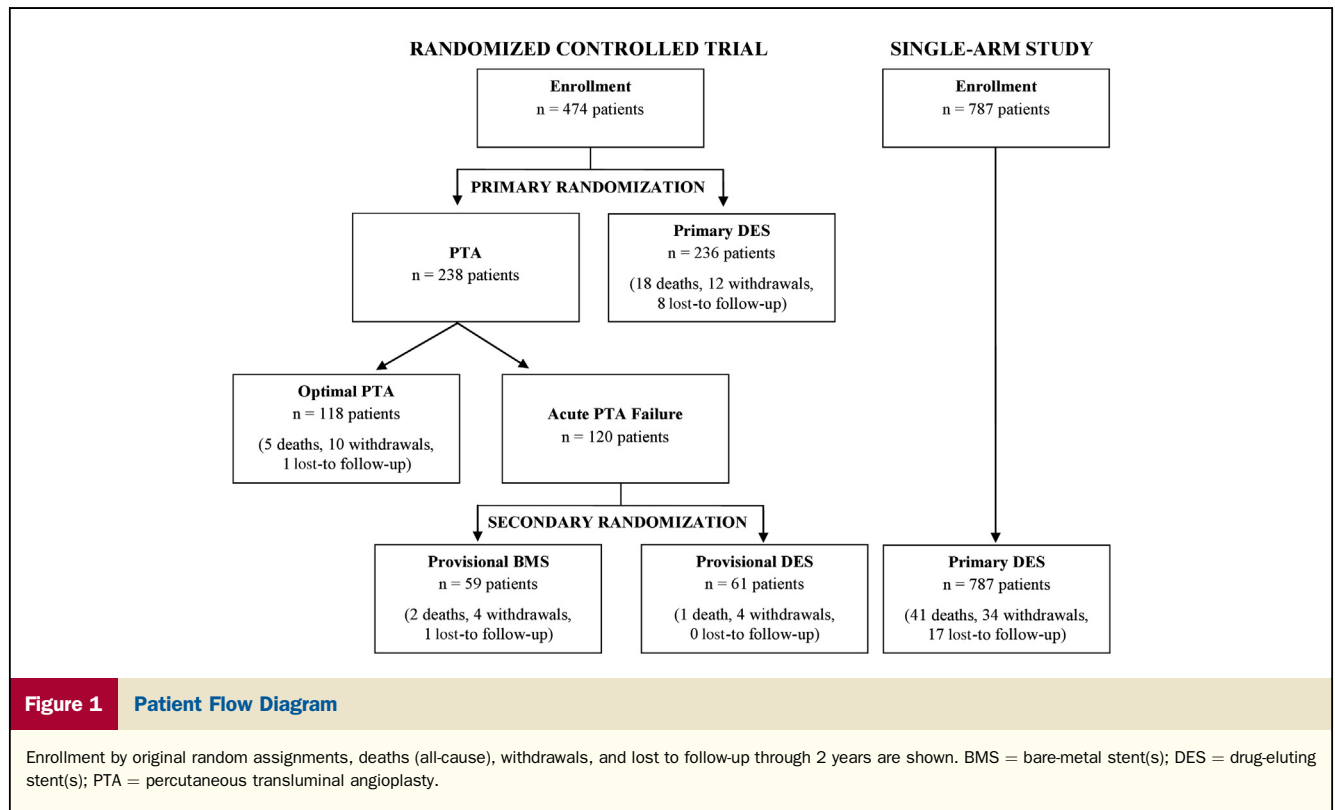 RANDOMIZED CONTROLLED TRIAL
SINGLE-ARM STUDY
Enrollment
n = 474 patients
Enrollment
n = 787 patients
PRIMARY RANDOMIZATION
PTA
n = 238 patients
Primary DES
n = 236 patients
(18 deaths, 12 withdrawals,
8 lost-to follow-up)
Optimal PTA
n = 118 patients
(5 deaths, 10 withdrawals,
1 lost-to follow-up)
Acute PTA Failure
n = 120 patients
SECONDARY RANDOMIZATION
Provisional BMS
n = 59 patients
(2 deaths, 4 withdrawals,
1 lost-to follow-up)
Provisional DES
n = 61 patients
(1 death, 4 withdrawals,
0 lost-to follow-up)
Primary DES
n = 787 patients
(41 deaths, 34 withdrawals,
17 lost-to follow-up)
Figure 1 Patient Flow Diagram
Enrollment by original random assignments, deaths (all-cause), withdrawals, and lost to follow-up through 2 years are shown. BMS = bare-metal stent(s); DES = drug-eluting
stent(s); PTA = percutaneous transluminal angioplasty.